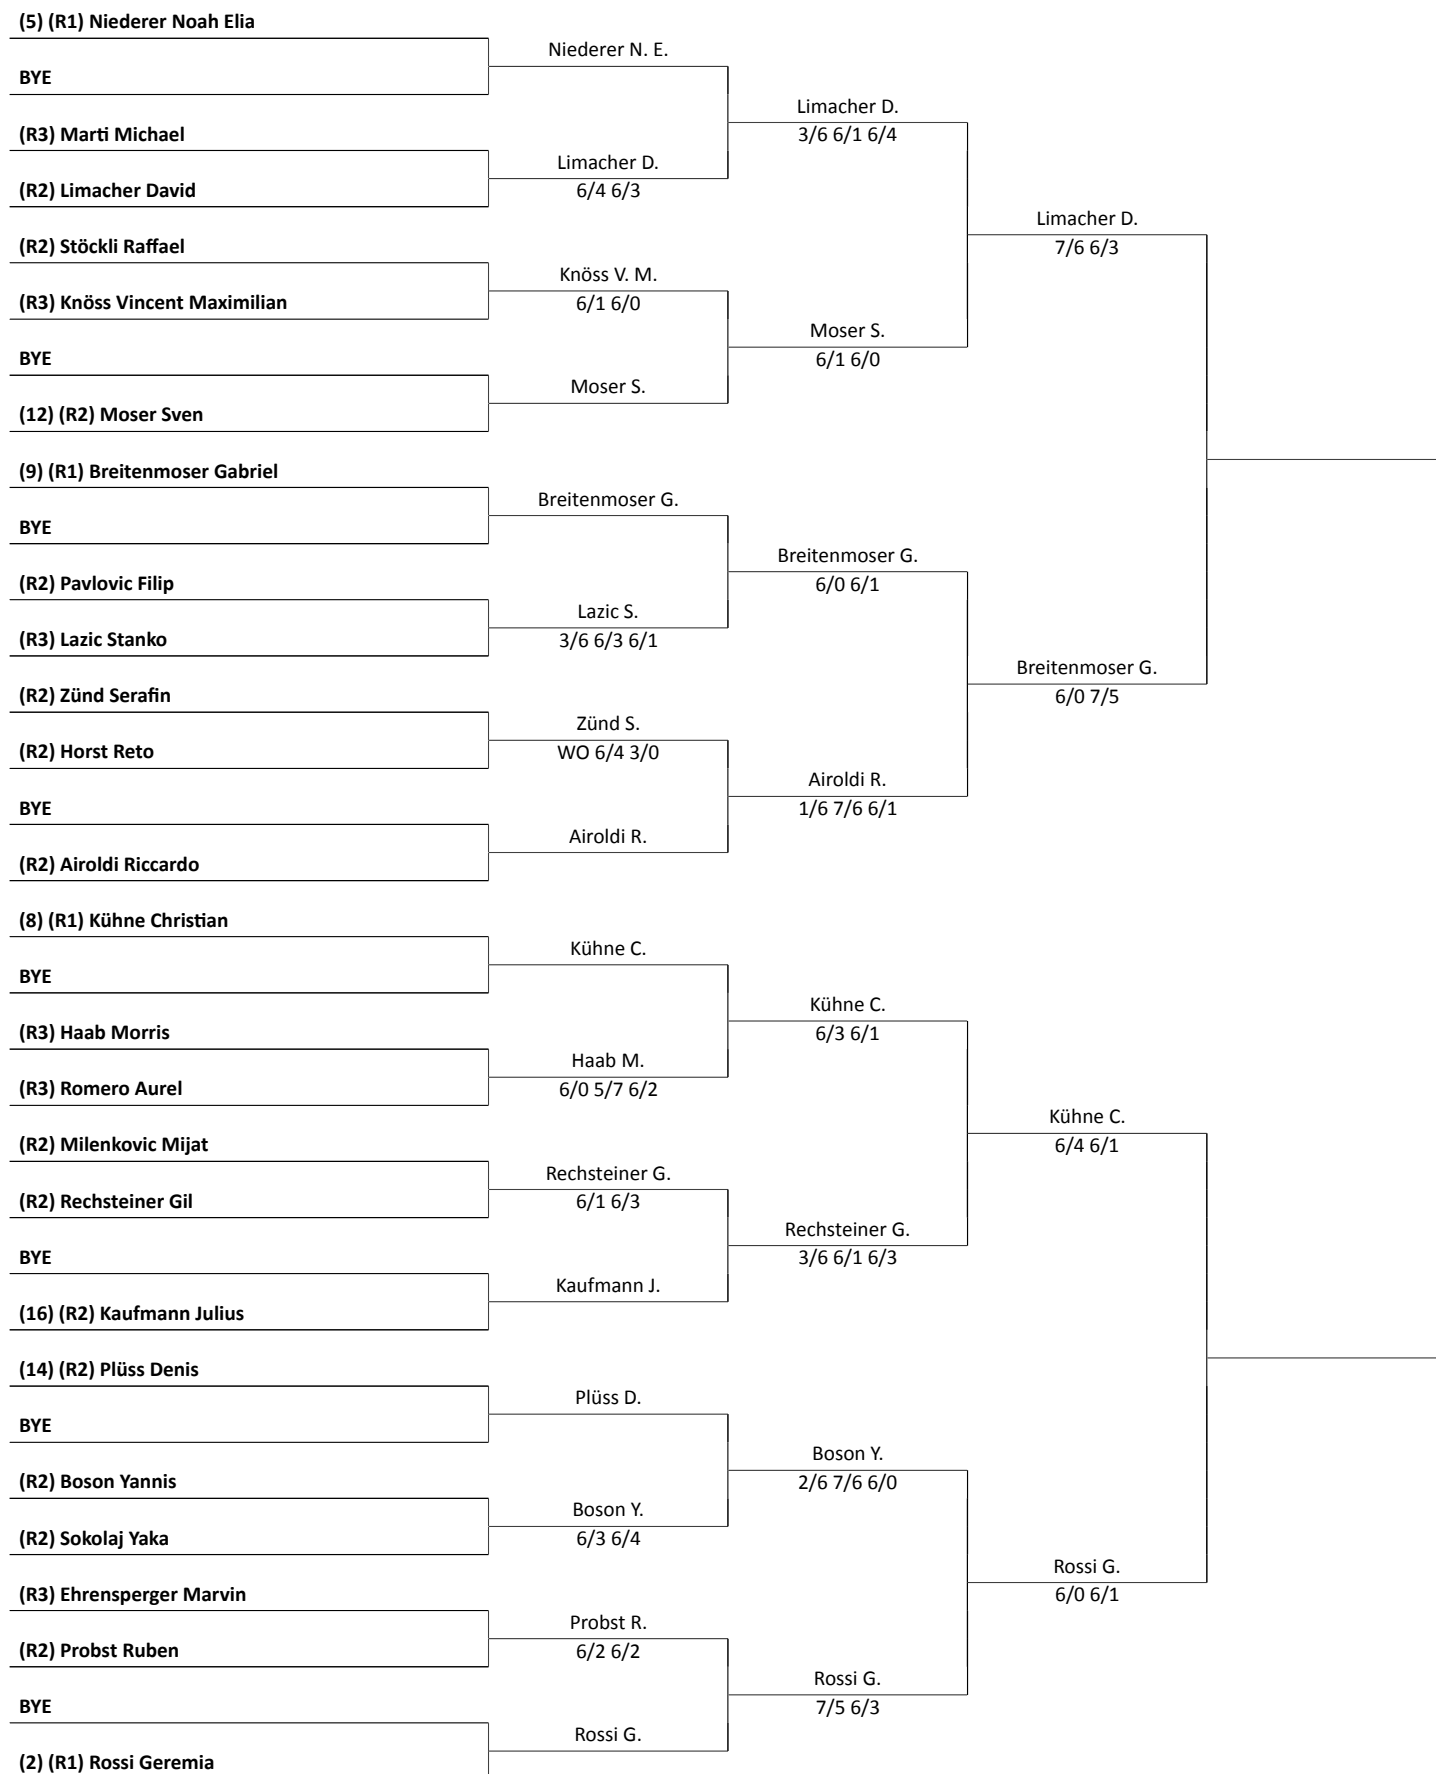 (5) (R1) Niederer Noah Elia
Niederer N. E.
BYE
Limacher D.
3/6 6/1 6/4
(R3) Marti Michael
Limacher D.
6/4 6/3
(R2) Limacher David
Limacher D.
7/6 6/3
(R2) Stöckli Raffael
Knöss V. M.
6/1 6/0
(R3) Knöss Vincent Maximilian
Moser S.
6/1 6/0
BYE
Moser S.
(12) (R2) Moser Sven
(9) (R1) Breitenmoser Gabriel
Breitenmoser G.
BYE
Breitenmoser G.
6/0 6/1
(R2) Pavlovic Filip
Lazic S.
3/6 6/3 6/1
(R3) Lazic Stanko
Breitenmoser G.
6/0 7/5
(R2) Zünd Serafin
Zünd S.
WO 6/4 3/0
(R2) Horst Reto
Airoldi R.
1/6 7/6 6/1
BYE
Airoldi R.
(R2) Airoldi Riccardo
(8) (R1) Kühne Christian
Kühne C.
BYE
Kühne C.
6/3 6/1
(R3) Haab Morris
Haab M.
6/0 5/7 6/2
(R3) Romero Aurel
Kühne C.
6/4 6/1
(R2) Milenkovic Mijat
Rechsteiner G.
6/1 6/3
(R2) Rechsteiner Gil
Rechsteiner G.
3/6 6/1 6/3
BYE
Kaufmann J.
(16) (R2) Kaufmann Julius
(14) (R2) Plüss Denis
Plüss D.
BYE
Boson Y.
2/6 7/6 6/0
(R2) Boson Yannis
Boson Y.
6/3 6/4
(R2) Sokolaj Yaka
Rossi G.
6/0 6/1
(R3) Ehrensperger Marvin
Probst R.
6/2 6/2
(R2) Probst Ruben
Rossi G.
7/5 6/3
BYE
Rossi G.
(2) (R1) Rossi Geremia